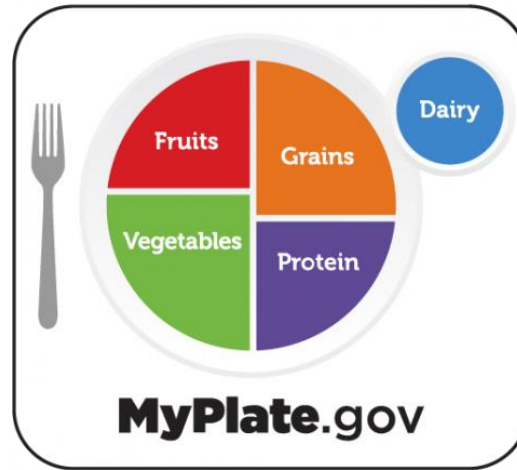 Fruits
Grains
Dairy
Vegetables
Protein
MyPlate.gov